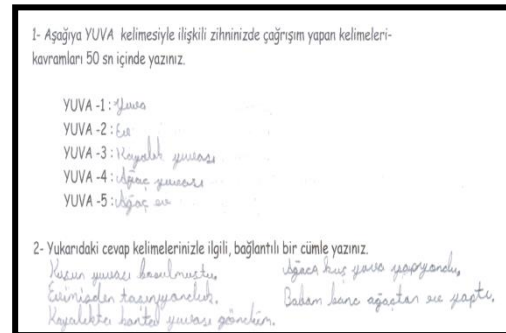 1- Aşağıya YUVA kelimesiyle ilişkili zihninizde çağrışım yapan kelimeleri-
kavramları 50 sn içinde yazınız.
YUVA -1: Yuva
YUVA -2: Ev
YUVA -3: Kayalık yuvası
YUVA -4: Ağaç yuvası
YUVA -5: Ağaç ev
2- Yukarıdaki cevap kelimelerinizle ilgili, bağlantılı bir cümle yazınız.
Kuşun yuvası bozulmuştu.
Evimizden taşınıyorduk.
Kayalıkta kartal yuvası gördüm.
Ağaca kuş yuva yapıyordu.
Babam bana ağaçtan ev yaptı.